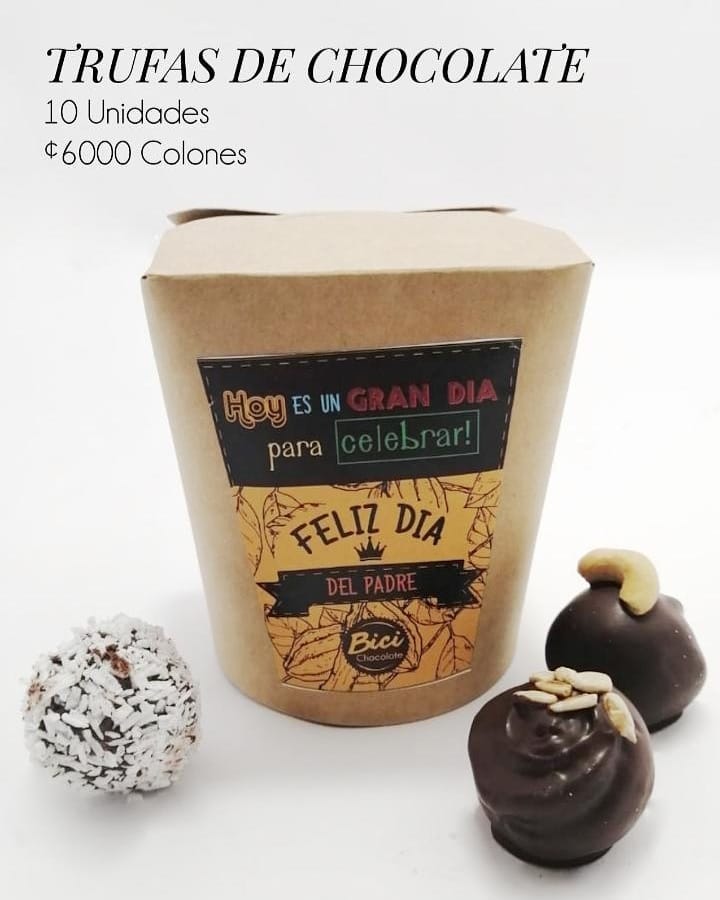 TRUFAS DE CHOCOLATE
10 Unidades
¢6000 Colones
Hoy ES UN GRAN DIA
para celebrar!
FELIZ DIA
DEL PADRE
Bici
Chocolate